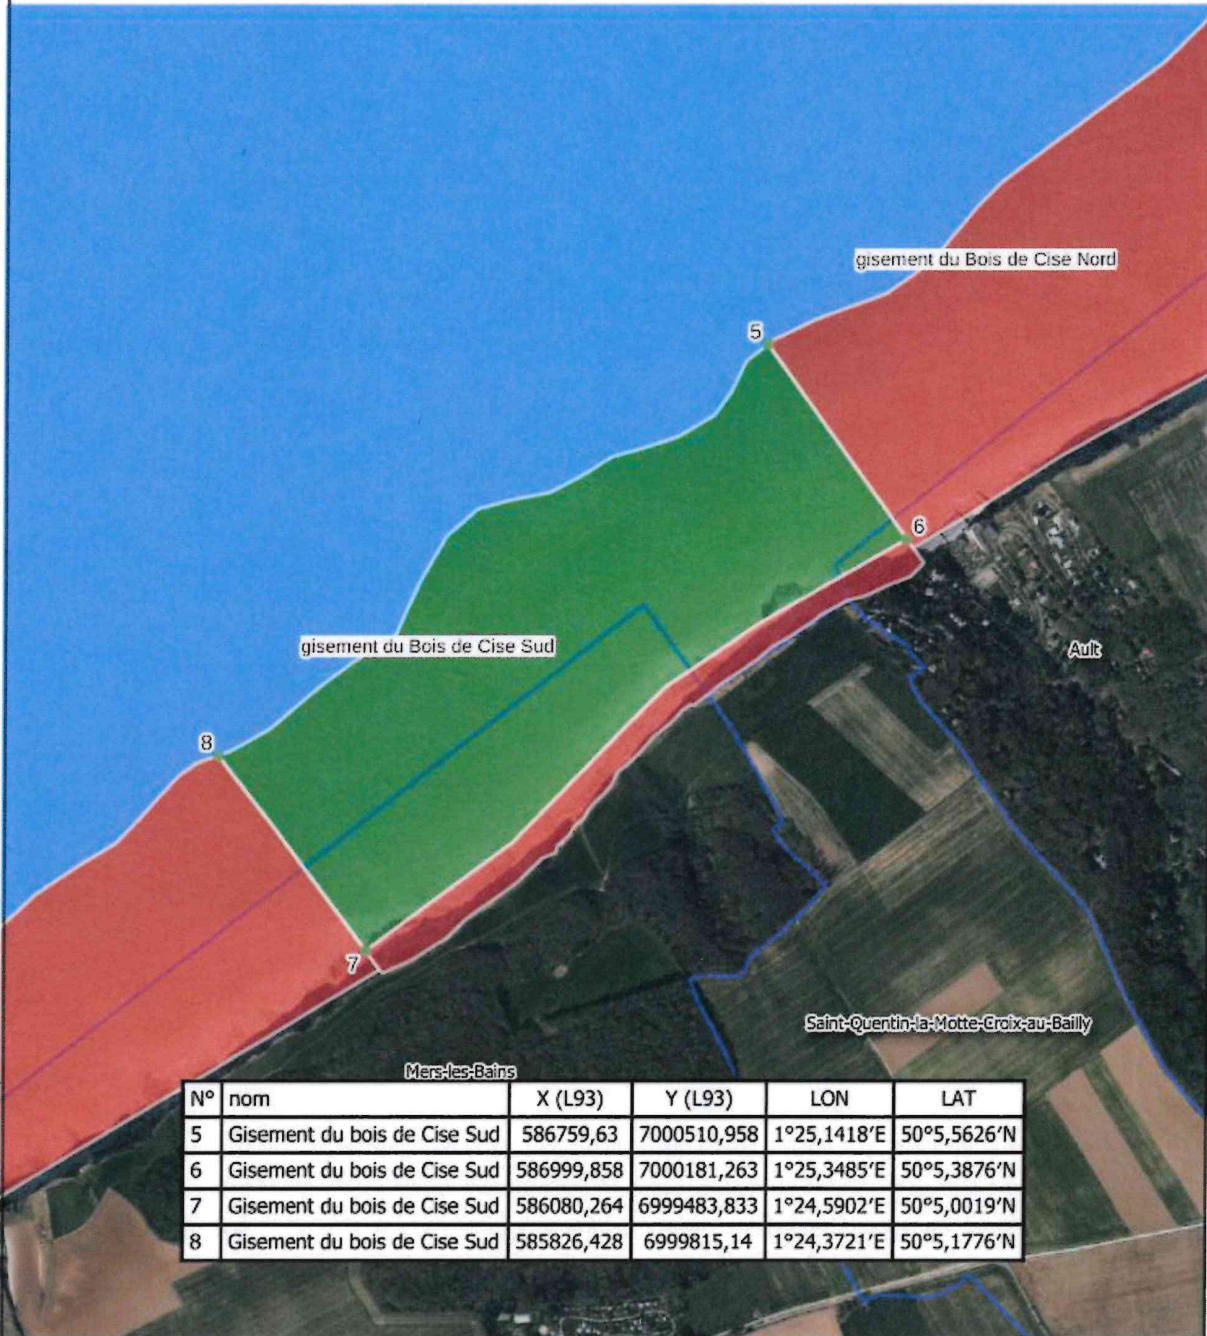 gisement du Bois de Cise Nord
5
6
gisement du Bois de Cise Sud
Ault
8
7
Saint-Quentin-la-Motte-Croix-au-Bailly
Mers-les-Bains
N° nom X (L93) Y (L93) LON LAT
5 Gisement du bois de Cise Sud 586759,63 7000510,958 1°25,1418'E 50°5,5626'N
6 Gisement du bois de Cise Sud 586999,858 7000181,263 1°25,3485'E 50°5,3876'N
7 Gisement du bois de Cise Sud 586080,264 6999483,833 1°24,5902'E 50°5,0019'N
8 Gisement du bois de Cise Sud 585826,428 6999815,14 1°24,3721'E 50°5,1776'N